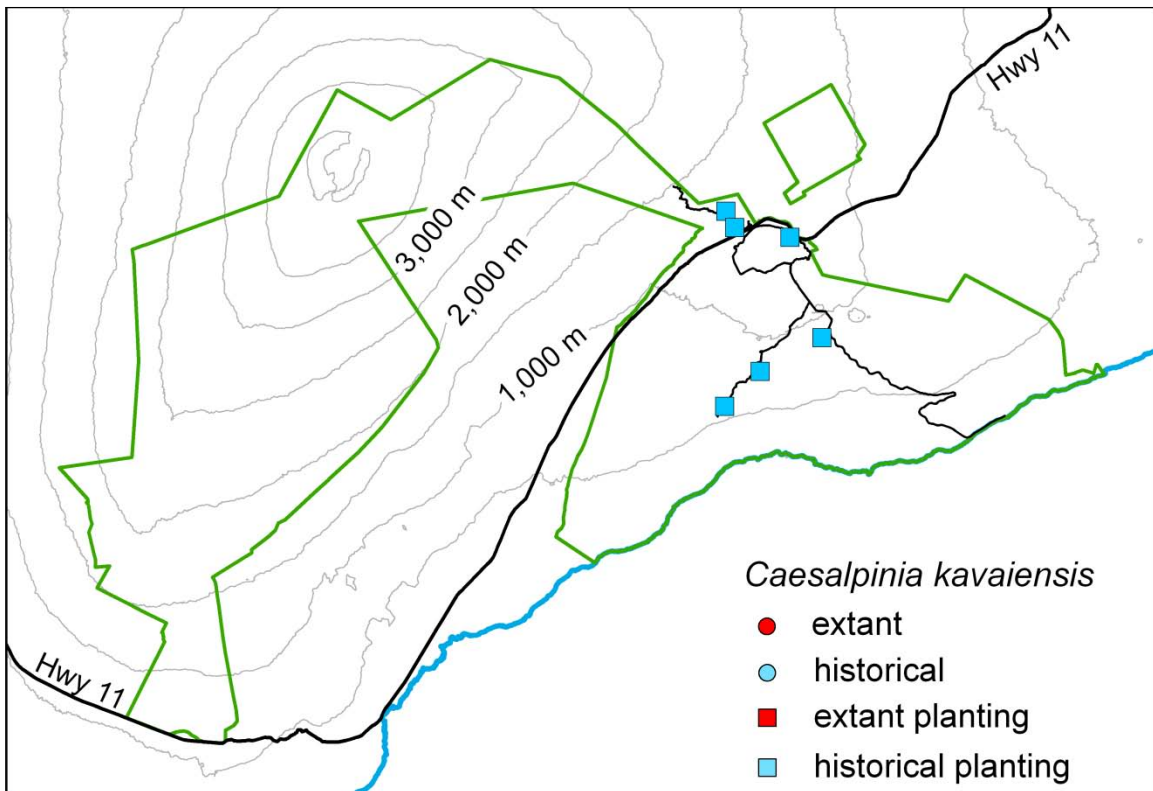 Hwy 11
3,000 m
2,000 m
1,000 m
Hwy 11
Caesalpinia kavaiensis
extant
historical
extant planting
historical planting